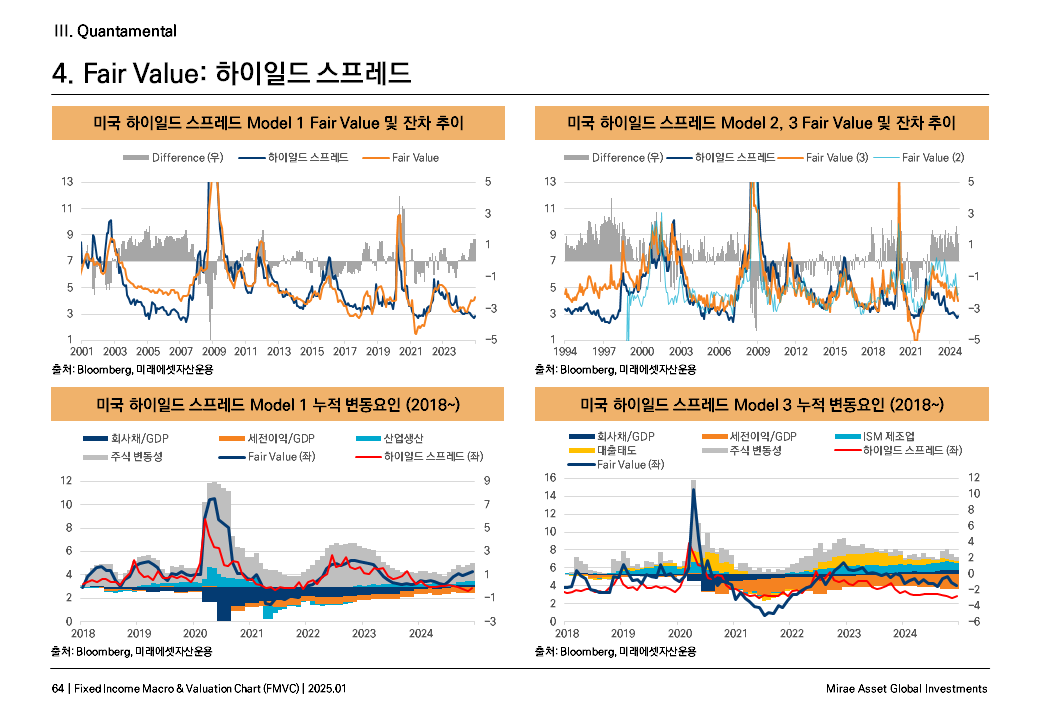 III. Quantamental
4. Fair Value: 하이일드 스프레드
미국 하이일드 스프레드 Model 1 Fair Value 및 잔차 추이
Difference (우) 하이일드 스프레드 Fair Value
13 5
11 3
9 1
7 −1
5 −3
3 −5
1
2001 2003 2005 2007 2009 2011 2013 2015 2017 2019 2021 2023
출처: Bloomberg, 미래에셋자산운용
미국 하이일드 스프레드 Model 2, 3 Fair Value 및 잔차 추이
Difference (우) 하이일드 스프레드 Fair Value (3) Fair Value (2)
13 5
11 3
9 1
7 −1
5 −3
3 −5
1
1994 1997 2000 2003 2006 2009 2012 2015 2018 2021 2024
출처: Bloomberg, 미래에셋자산운용
미국 하이일드 스프레드 Model 1 누적 변동요인 (2018~)
회사채/GDP 세전이익/GDP 산업생산
주식 변동성 Fair Value (좌) 하이일드 스프레드 (좌)
12 9
10 7
8 5
6 3
4 1
2 −1
0 −3
2018 2019 2020 2021 2022 2023 2024
출처: Bloomberg, 미래에셋자산운용
미국 하이일드 스프레드 Model 3 누적 변동요인 (2018~)
회사채/GDP 세전이익/GDP ISM 제조업
대출태도 주식 변동성 하이일드 스프레드 (좌)
Fair Value (좌)
16 12
14 10
12 8
10 6
8 4
6 2
4 0
2 −2
0 −4
−6
2018 2019 2020 2021 2022 2023 2024
출처: Bloomberg, 미래에셋자산운용
64 | Fixed Income Macro & Valuation Chart (FMVC) | 2025.01
Mirae Asset Global Investments